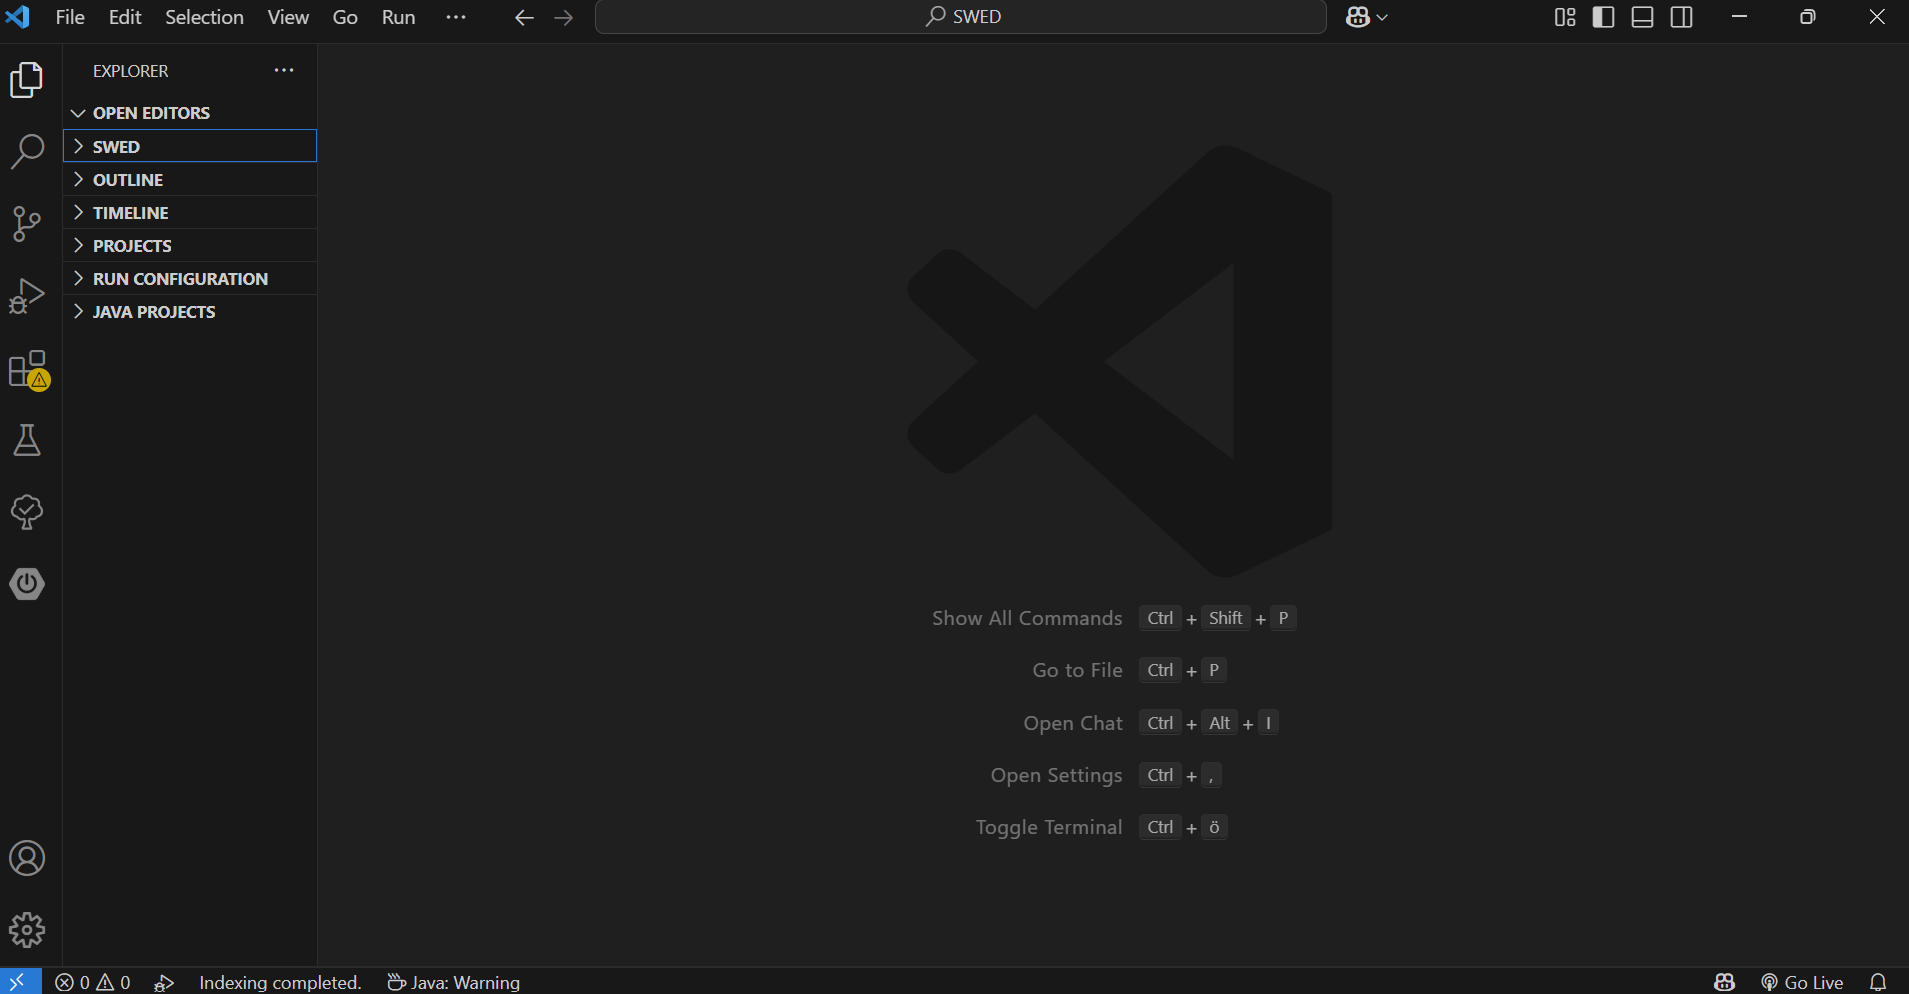 File Edit Selection View Go Run ··· SWED
EXPLORER ···
OPEN EDITORS
SWED
OUTLINE
TIMELINE
PROJECTS
RUN CONFIGURATION
JAVA PROJECTS
Show All Commands Ctrl + Shift + P
Go to File Ctrl + P
Open Chat Ctrl + Alt + I
Open Settings Ctrl + ,
Toggle Terminal Ctrl + ö
0 0 Indexing completed. Java: Warning Go Live